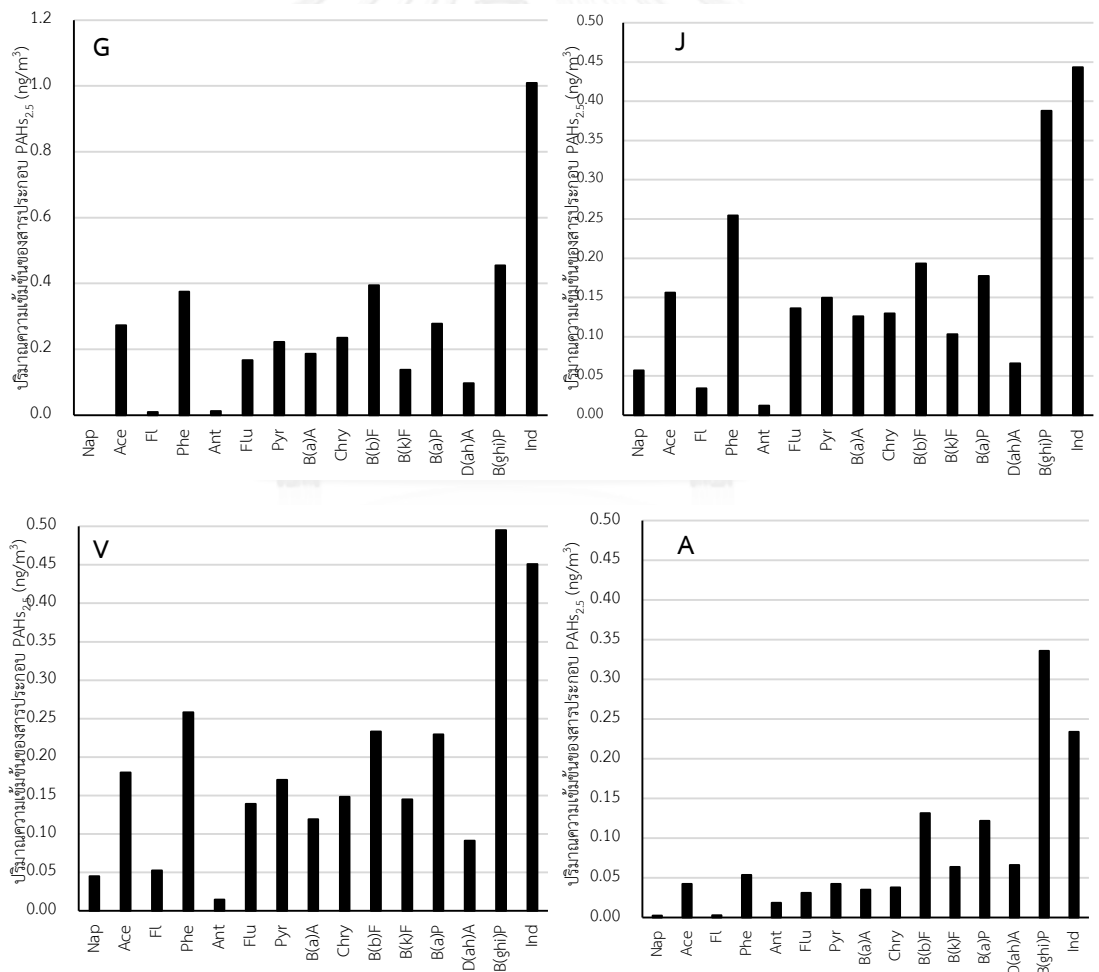 G
ปริมาณความเข้มข้นของสารประกอบ PAHs2.5 (ng/m3)
1.2
1.0
0.8
0.6
0.4
0.2
0.0
Nap
Ace
Fl
Phe
Ant
Flu
Pyr
B(a)A
Chry
B(b)F
B(k)F
B(a)P
D(ah)A
B(ghi)P
Ind
J
ปริมาณความเข้มข้นของสารประกอบ PAHs2.5 (ng/m3)
0.50
0.45
0.40
0.35
0.30
0.25
0.20
0.15
0.10
0.05
0.00
Nap
Ace
Fl
Phe
Ant
Flu
Pyr
B(a)A
Chry
B(b)F
B(k)F
B(a)P
D(ah)A
B(ghi)P
Ind
V
ปริมาณความเข้มข้นของสารประกอบ PAHs2.5 (ng/m3)
0.50
0.45
0.40
0.35
0.30
0.25
0.20
0.15
0.10
0.05
0.00
Nap
Ace
Fl
Phe
Ant
Flu
Pyr
B(a)A
Chry
B(b)F
B(k)F
B(a)P
D(ah)A
B(ghi)P
Ind
A
ปริมาณความเข้มข้นของสารประกอบ PAHs2.5 (ng/m3)
0.50
0.45
0.40
0.35
0.30
0.25
0.20
0.15
0.10
0.05
0.00
Nap
Ace
Fl
Phe
Ant
Flu
Pyr
B(a)A
Chry
B(b)F
B(k)F
B(a)P
D(ah)A
B(ghi)P
Ind